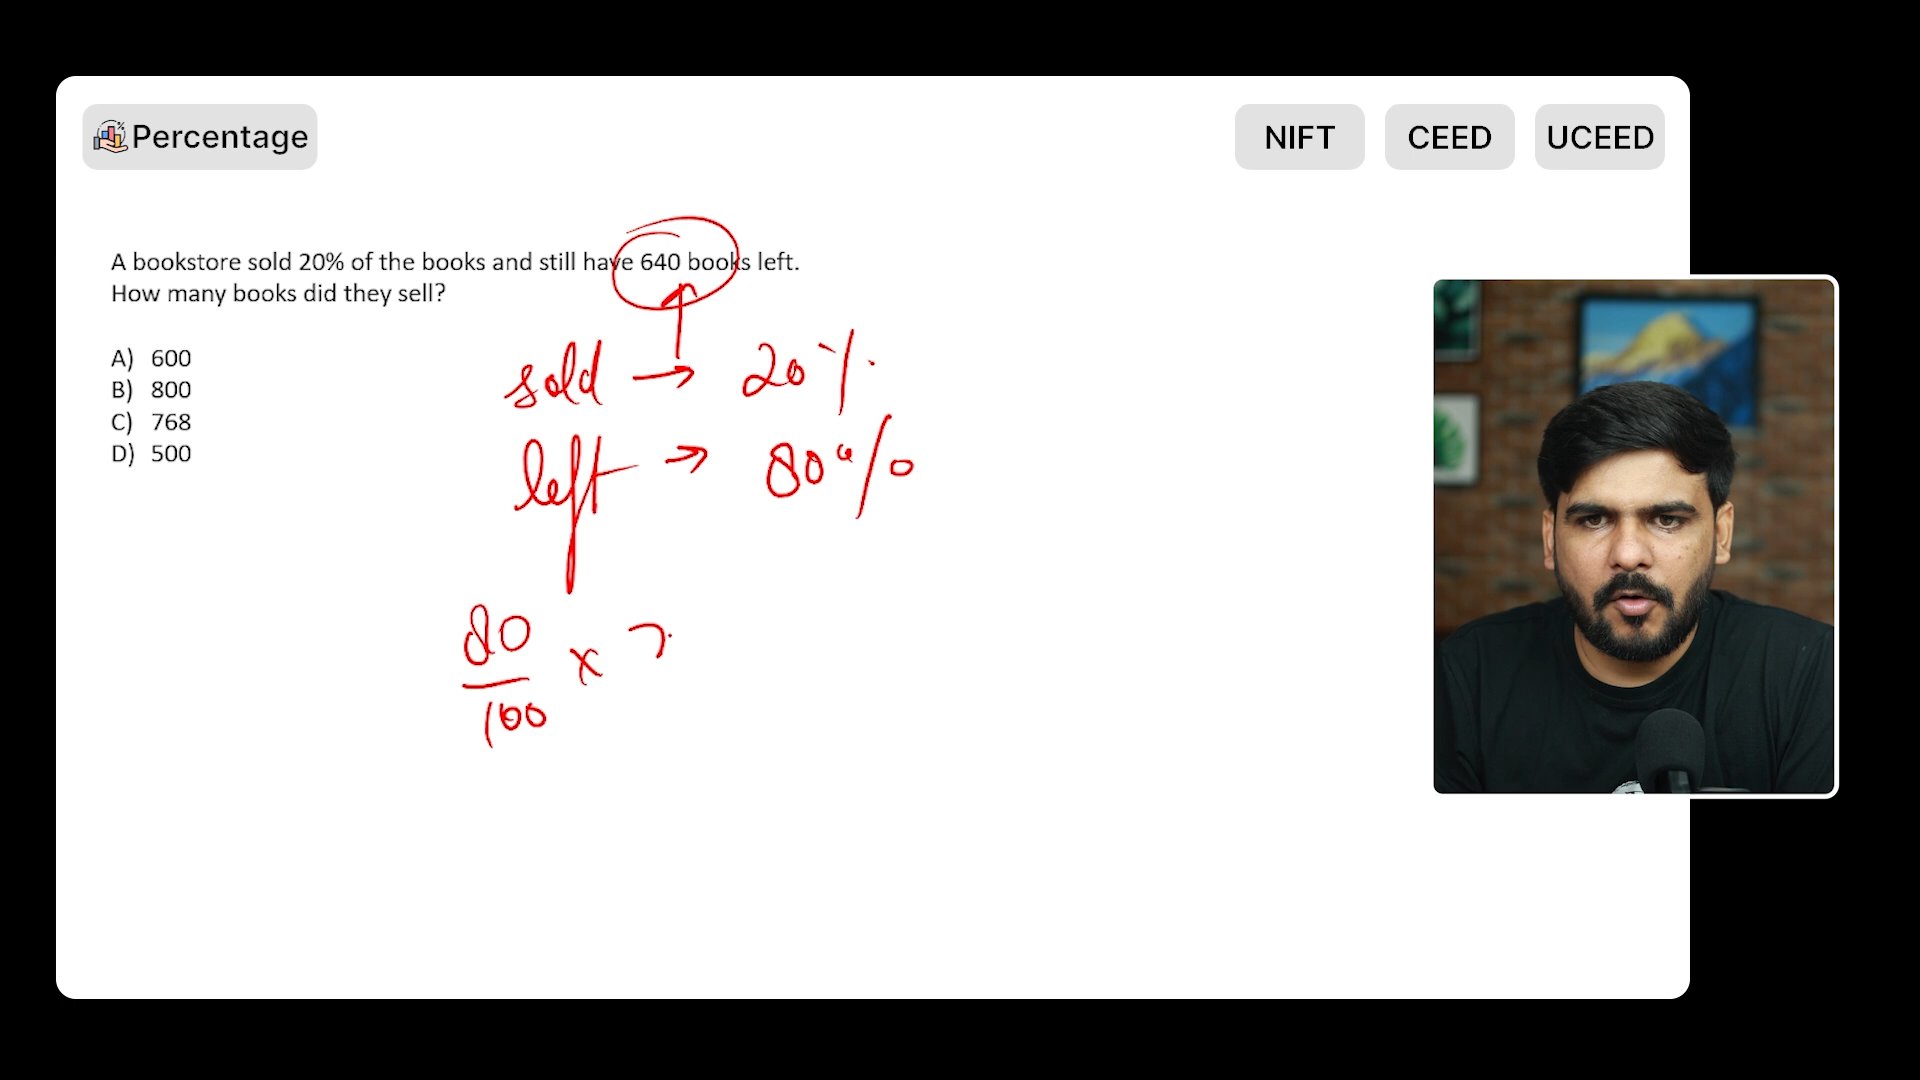 Percentage
NIFT CEED UCEED
A bookstore sold 20% of the books and still have 640 books left.
How many books did they sell?
A) 600
B) 800
C) 768
D) 500
sold → 20%
left → 80%
80
100
x